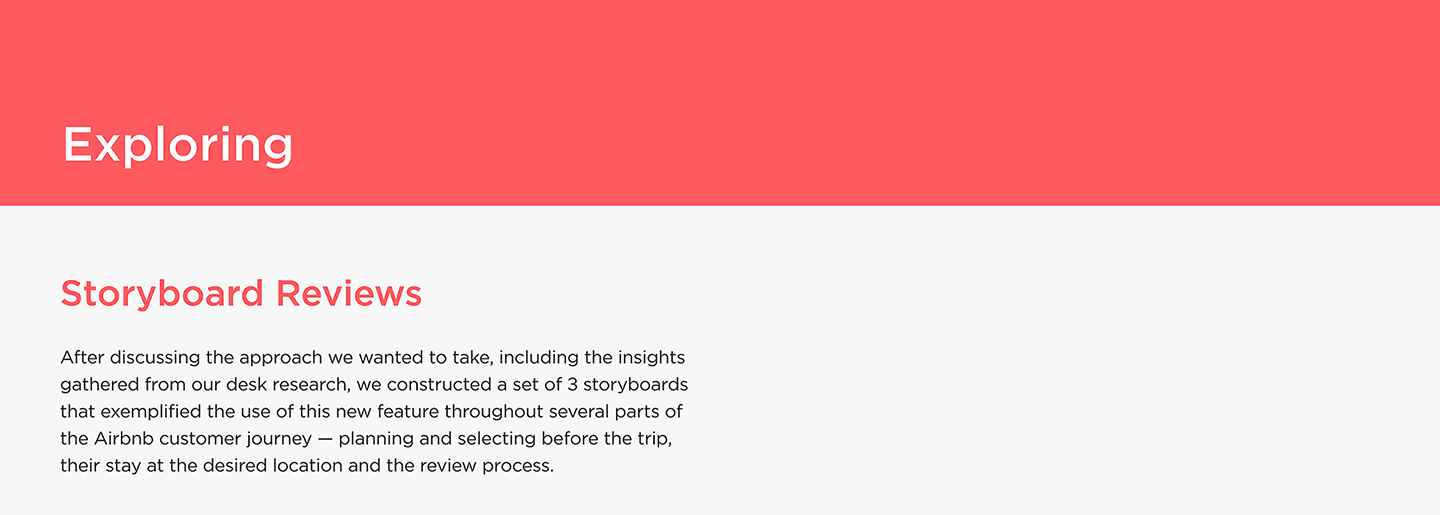 Exploring
Storyboard Reviews
After discussing the approach we wanted to take, including the insights
gathered from our desk research, we constructed a set of 3 storyboards
that exemplified the use of this new feature throughout several parts of
the Airbnb customer journey — planning and selecting before the trip,
their stay at the desired location and the review process.